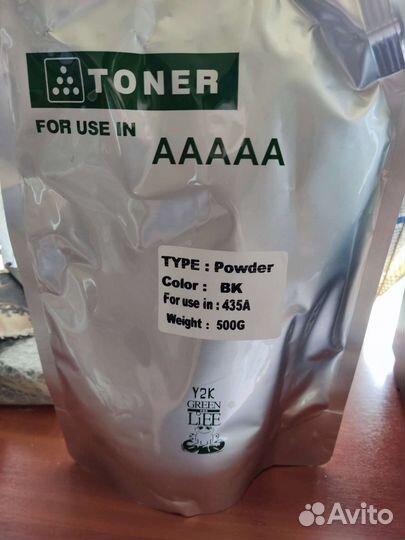 TONER
FOR USE IN AAAAA
TYPE : Powder
Color : BK
For use in : 435A
Weight : 500G
Y2K
GREEN
LiFE
Avito